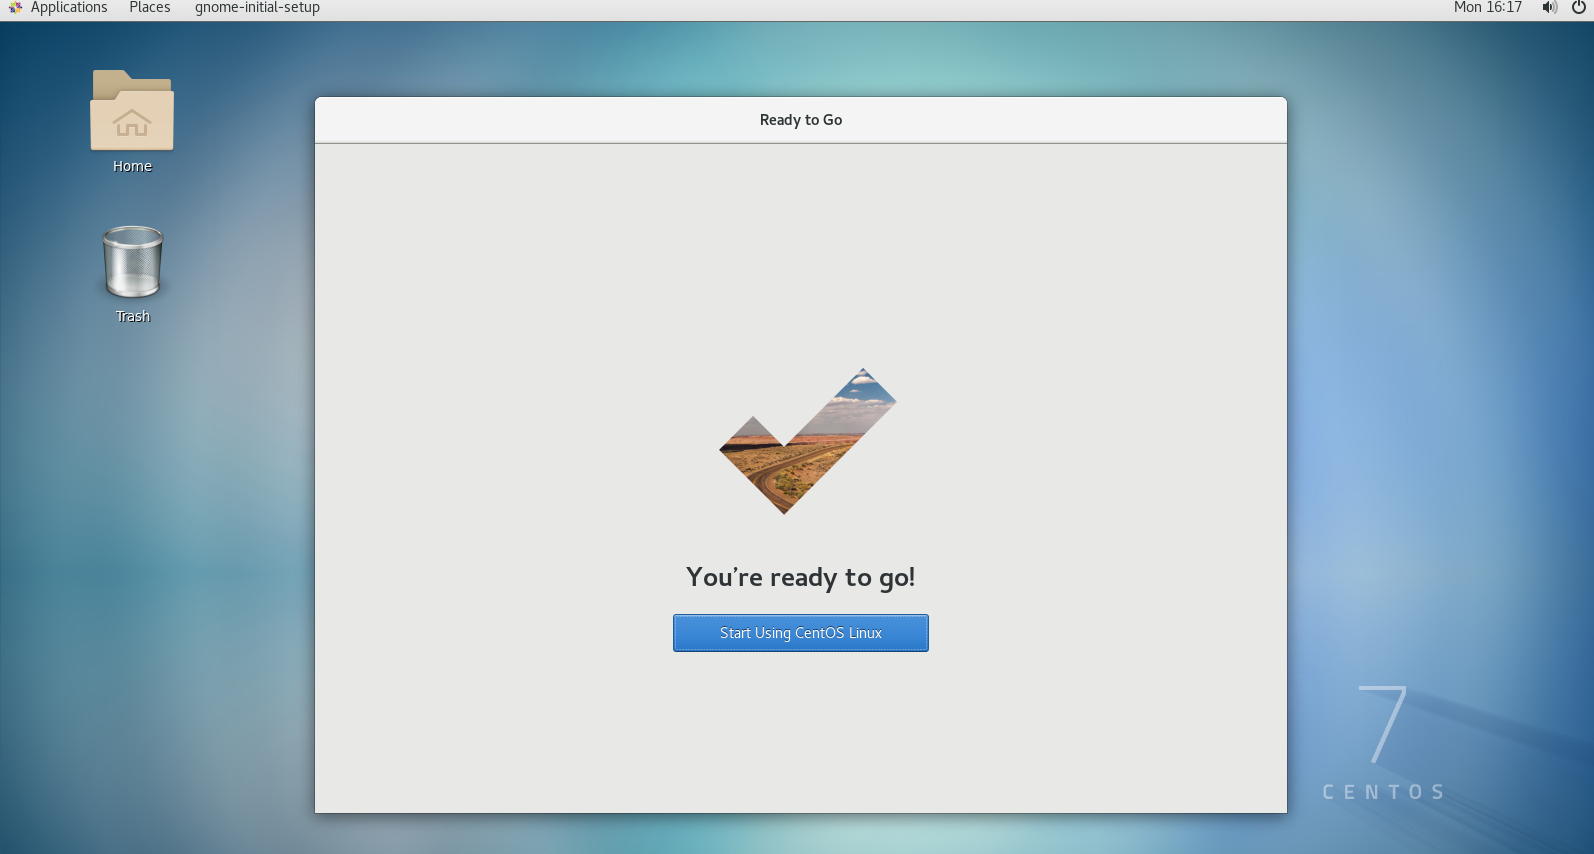 Applications Places gnome-initial-setup Mon 16:17
Home
Trash
Ready to Go
You’re ready to go!
Start Using CentOS Linux
7
CENTOS